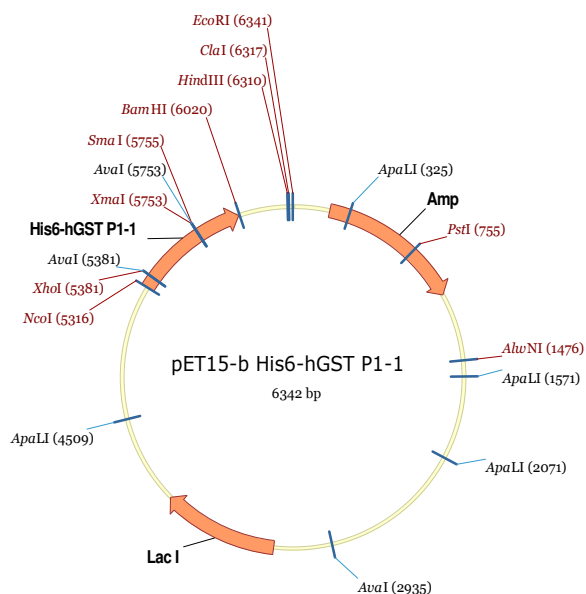 EcoRI (6341)
ClaI (6317)
HindIII (6310)
BamHI (6020)
SmaI (5755)
AvaI (5753)
XmaI (5753)
His6-hGST P1-1
AvaI (5381)
XhoI (5381)
NcoI (5316)
ApaLI (325)
Amp
PstI (755)
AlwNI (1476)
ApaLI (1571)
pET15-b His6-hGST P1-1
6342 bp
ApaLI (4509)
ApaLI (2071)
Lac I
AvaI (2935)